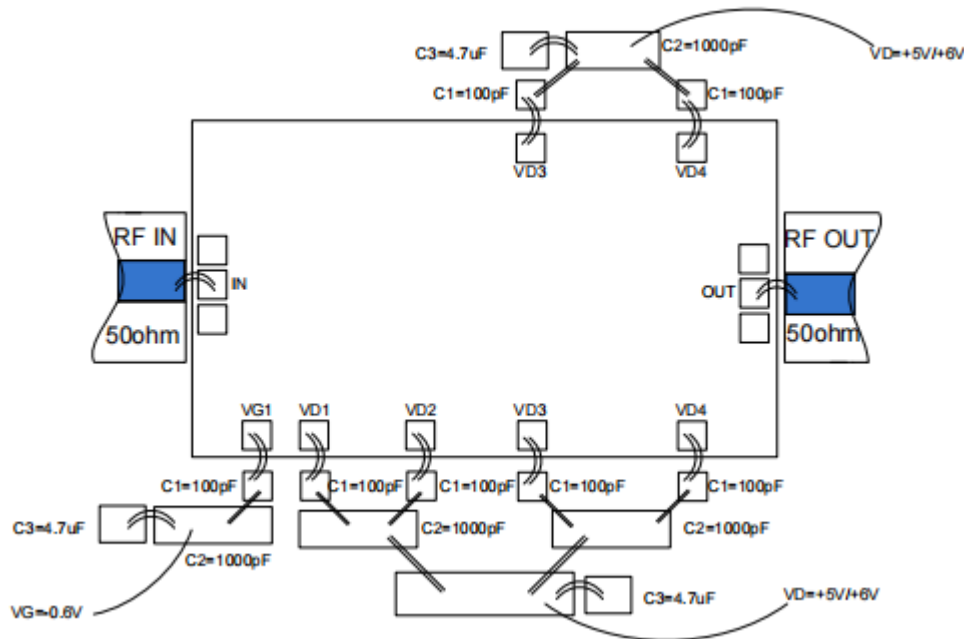 C3=4.7uF
C2=1000pF
VD=+5V/+6V
C1=100pF
C1=100pF
VD3
VD4
RF IN
IN
50ohm
RF OUT
OUT
50ohm
VG1
VD1
VD2
VD3
VD4
C1=100pF
C1=100pF
C1=100pF
C1=100pF
C1=100pF
C3=4.7uF
C2=1000pF
C2=1000pF
C2=1000pF
VG=-0.6V
C3=4.7uF
VD=+5V/+6V